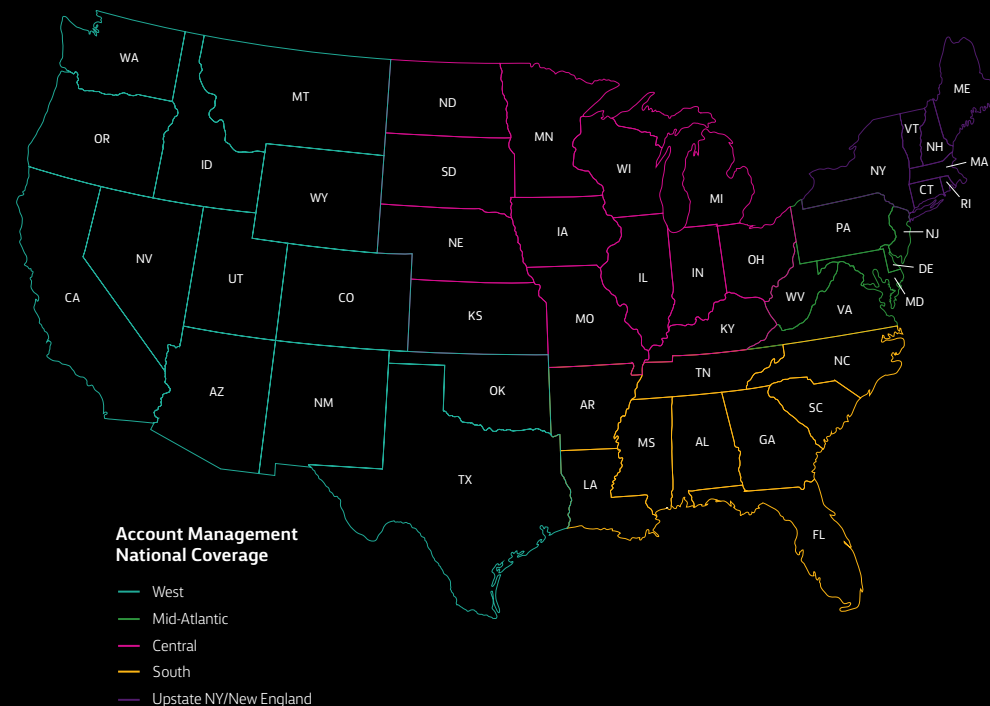 WA
MT
ND
ME
OR
MN
VT
NH
ID
MA
WI
NY
SD
CT
WY
MI
RI
PA
NJ
IA
NE
NV
OH
DE
UT
IL
IN
CA
CO
WV
MD
VA
KS
MO
KY
NC
TN
AZ
OK
NM
AR
SC
GA
MS
AL
TX
LA
FL
Account Management
National Coverage
West
Mid-Atlantic
Central
South
Upstate NY/New England